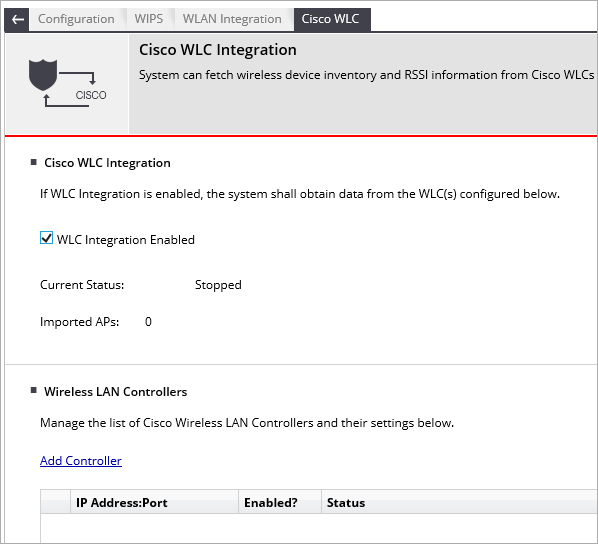 Configuration WIPS WLAN Integration Cisco WLC
Cisco WLC Integration
System can fetch wireless device inventory and RSSI information from Cisco WLCs
CISCO
Cisco WLC Integration
If WLC Integration is enabled, the system shall obtain data from the WLC(s) configured below.
WLC Integration Enabled
Current Status: Stopped
Imported APs: 0
Wireless LAN Controllers
Manage the list of Cisco Wireless LAN Controllers and their settings below.
Add Controller
IP Address:Port Enabled? Status